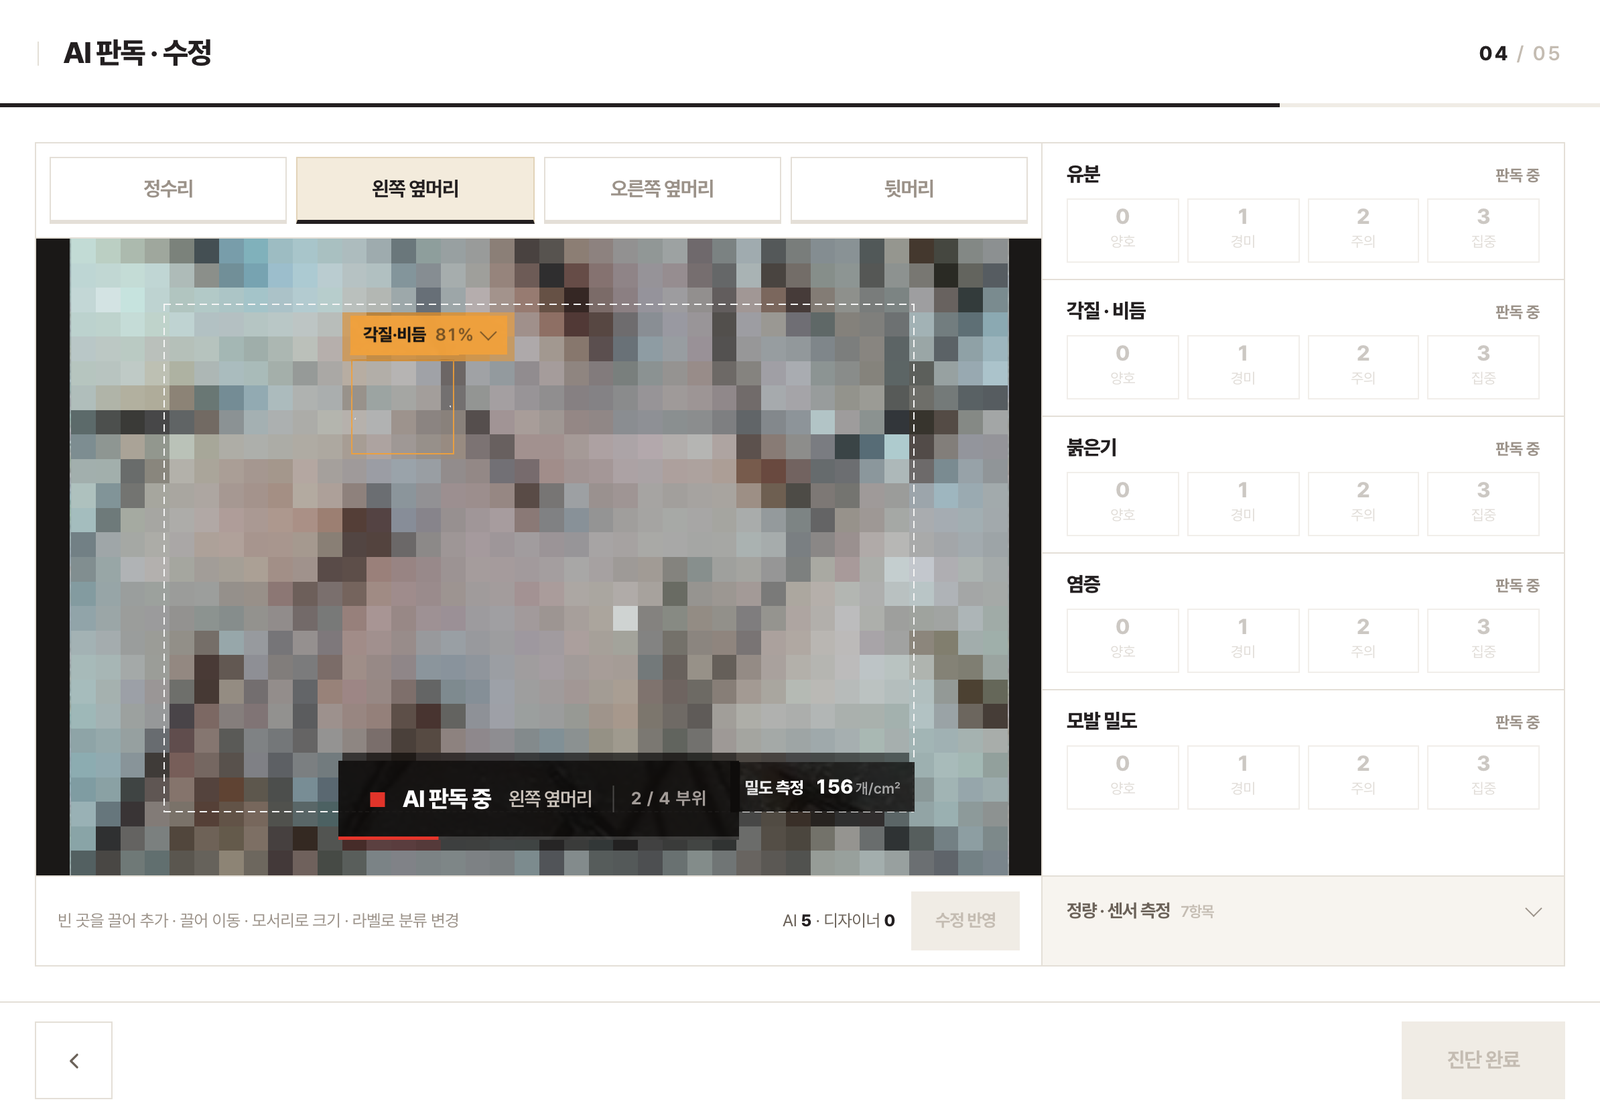 AI 판독 · 수정
04 / 05
정수리
왼쪽 옆머리
오른쪽 옆머리
뒷머리
각질·비듬 81%
AI 판독 중 왼쪽 옆머리 2 / 4 부위
밀도 측정 156 개/cm²
빈 곳을 끌어 추가 · 끌어 이동 · 모서리로 크기 · 라벨로 분류 변경
AI 5 · 디자이너 0
수정 반영
유분 판독 중
0 1 2 3
양호 경미 주의 집중
각질 · 비듬 판독 중
0 1 2 3
양호 경미 주의 집중
붉은기 판독 중
0 1 2 3
양호 경미 주의 집중
염증 판독 중
0 1 2 3
양호 경미 주의 집중
모발 밀도 판독 중
0 1 2 3
양호 경미 주의 집중
정량 · 센서 측정 7항목
진단 완료